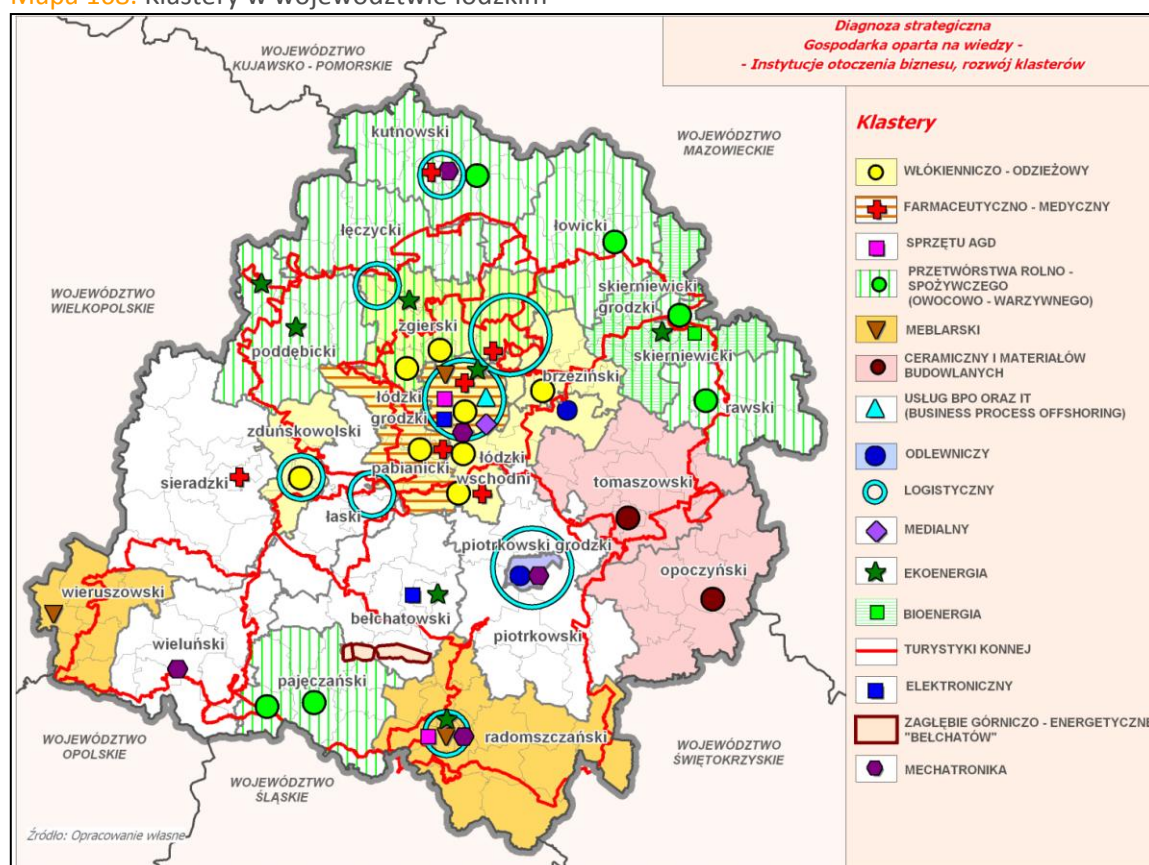 Mapa 168. Klastery w województwie łódzkim
Diagnoza strategiczna
Gospodarka oparta na wiedzy -
- Instytucje otoczenia biznesu, rozwój klasterów
WOJEWÓDZTWO
KUJAWSKO - POMORSKIE
WOJEWÓDZTWO
MAZOWIECKIE
WOJEWÓDZTWO
WIELKOPOLSKIE
WOJEWÓDZTWO
OPOLSKIE
WOJEWÓDZTWO
ŚLĄSKIE
WOJEWÓDZTWO
ŚWIĘTOKRZYSKIE
kutnowski
łęczycki
łowicki
skierniewicki
grodzki
skierniewicki
zgierski
poddębicki
brzeziński
rawski
łódzki
grodzki
zduńskowolski
łódzki
wschodni
pabianicki
sieradzki
tomaszowski
łaski
piotrkowski grodzki
opoczyński
wieruszowski
bełchatowski
wieluński
piotrkowski
pajęczański
radomszczański
Źródło: Opracowanie własne
Klastery
WŁÓKIENNICZO - ODZIEŻOWY
FARMACEUTYCZNO - MEDYCZNY
SPRZĘTU AGD
PRZETWÓRSTWA ROLNO -
SPOŻYWCZEGO
(OWOCOWO - WARZYWNEGO)
MEBLARSKI
CERAMICZNY I MATERIAŁÓW
BUDOWLANYCH
USŁUG BPO ORAZ IT
(BUSINESS PROCESS OFFSHORING)
ODLEWNICZY
LOGISTYCZNY
MEDIALNY
EKOENERGIA
BIOENERGIA
TURYSTYKI KONNEJ
ELEKTRONICZNY
ZAGŁĘBIE GÓRNICZO - ENERGETYCZNE
"BEŁCHATÓW"
MECHATRONIKA